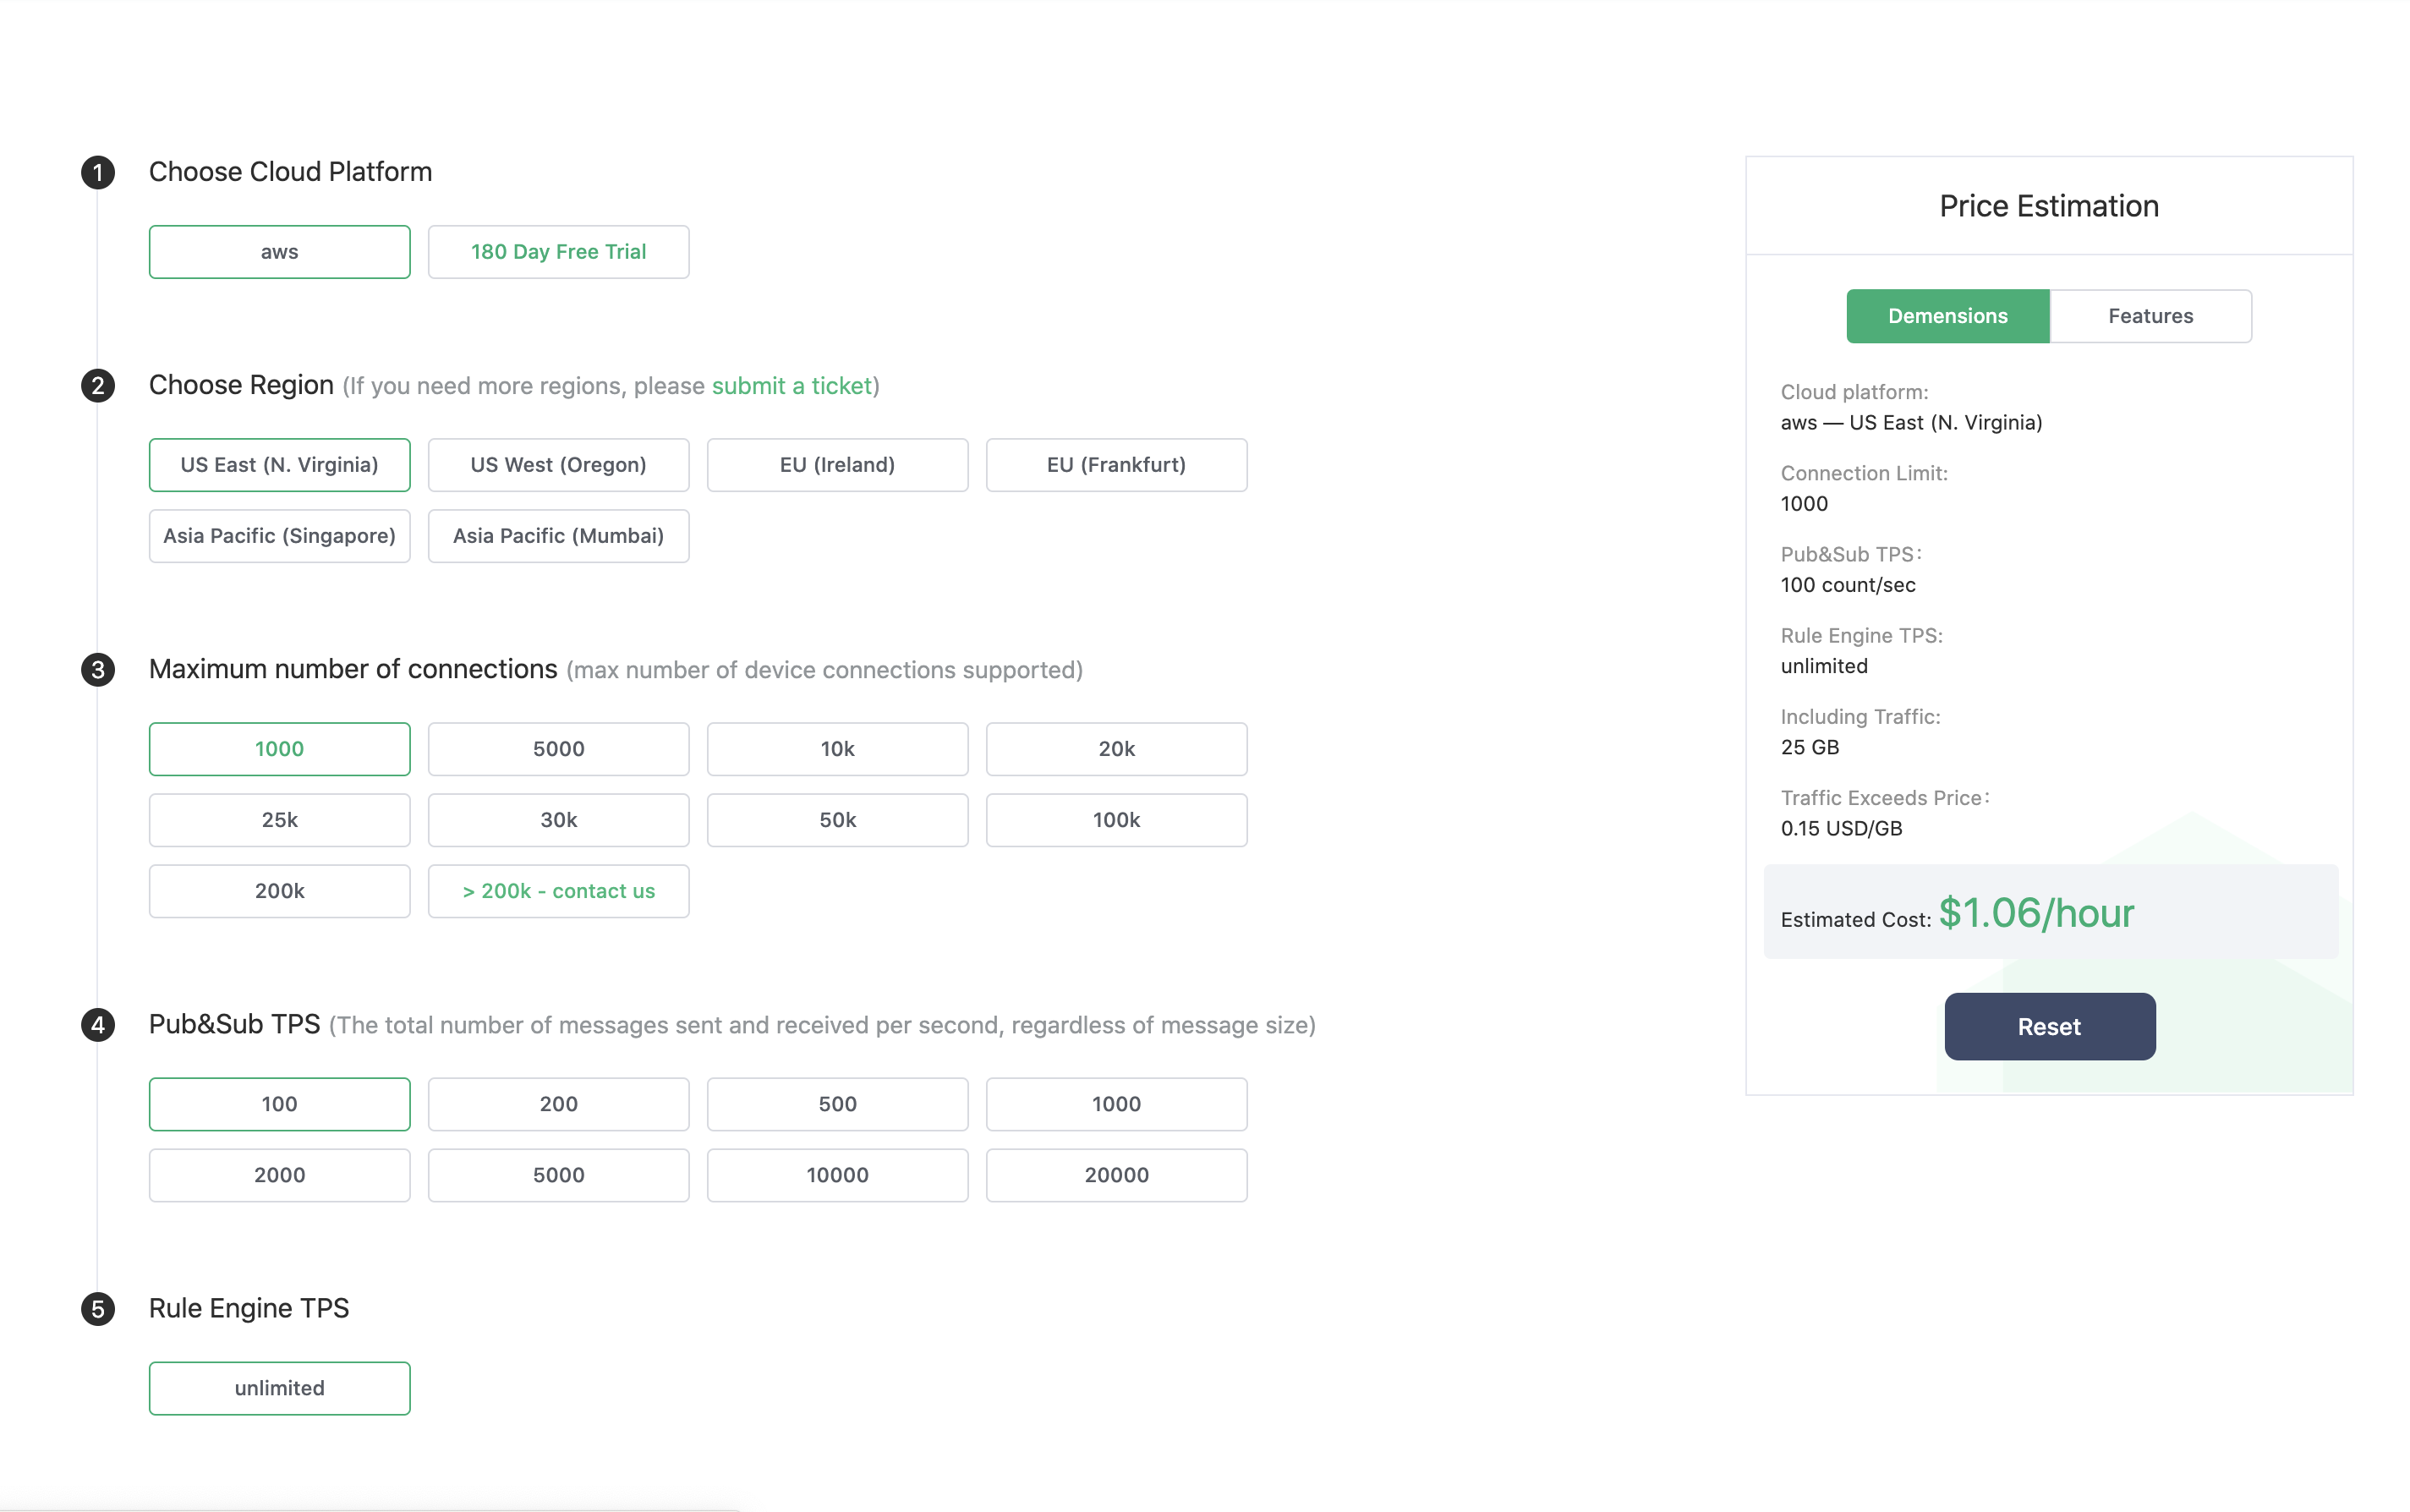 1 Choose Cloud Platform
aws 180 Day Free Trial
2 Choose Region (If you need more regions, please submit a ticket)
US East (N. Virginia) US West (Oregon) EU (Ireland) EU (Frankfurt)
Asia Pacific (Singapore) Asia Pacific (Mumbai)
3 Maximum number of connections (max number of device connections supported)
1000 5000 10k 20k
25k 30k 50k 100k
200k > 200k - contact us
4 Pub&Sub TPS (The total number of messages sent and received per second, regardless of message size)
100 200 500 1000
2000 5000 10000 20000
5 Rule Engine TPS
unlimited
Price Estimation
Demensions Features
Cloud platform:
aws — US East (N. Virginia)
Connection Limit:
1000
Pub&Sub TPS:
100 count/sec
Rule Engine TPS:
unlimited
Including Traffic:
25 GB
Traffic Exceeds Price:
0.15 USD/GB
Estimated Cost: $1.06/hour
Reset